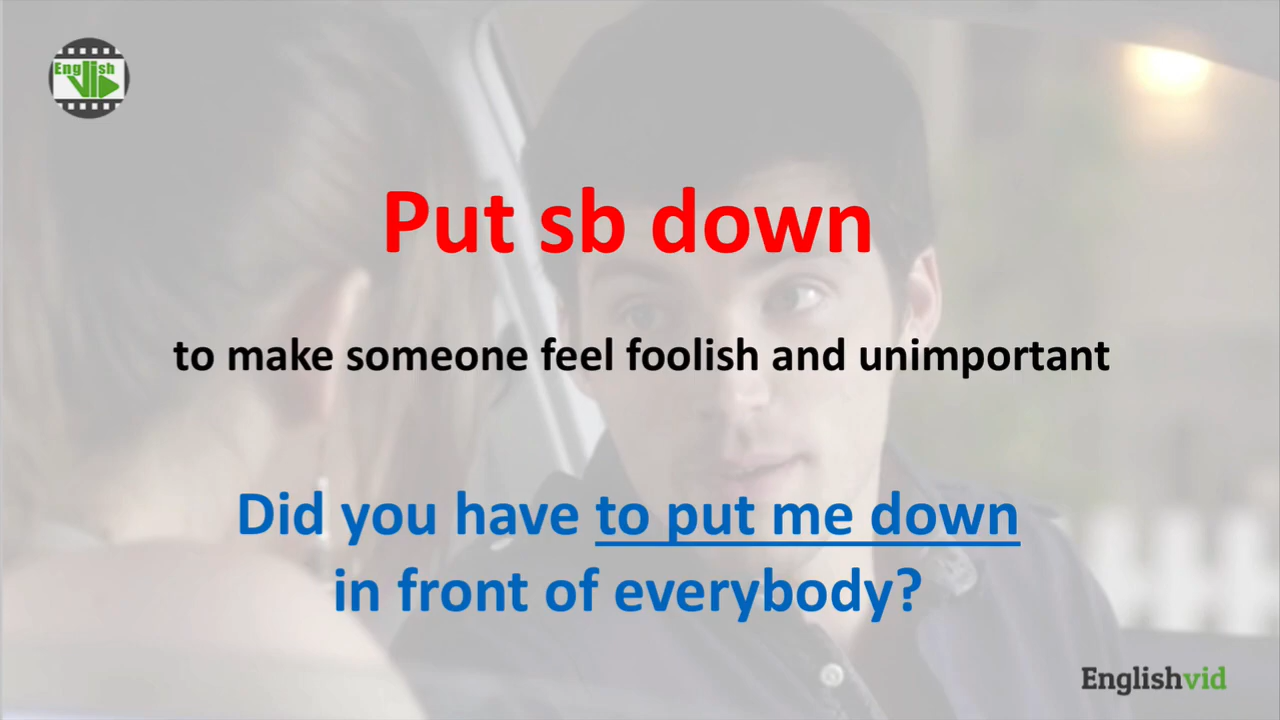 English
VID
Put sb down
to make someone feel foolish and unimportant
Did you have to put me down
in front of everybody?
Englishvid